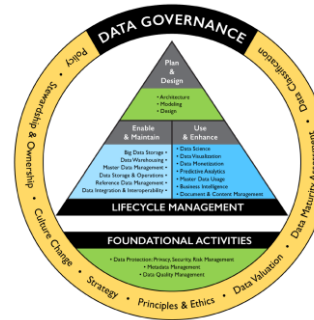 DATA GOVERNANCE
Policy • Stewardship & Ownership • Culture Change • Strategy • Principles & Ethics • Data Valuation • Data Maturity Assessment • Data Classification
Plan
&
Design
• Architecture
• Modeling
• Design
Enable
& Maintain
Big Data Storage •
Data Warehousing •
Master Data Management •
Data Storage & Operations •
Reference Data Management •
Data Integration & Interoperability •
Use
& Enhance
• Data Science
• Data Visualization
• Data Monetization
• Predictive Analytics
• Master Data Usage
• Business Intelligence
• Document & Content Management
LIFECYCLE MANAGEMENT
FOUNDATIONAL ACTIVITIES
• Data Protection: Privacy, Security, Risk Management
• Metadata Management
• Data Quality Management